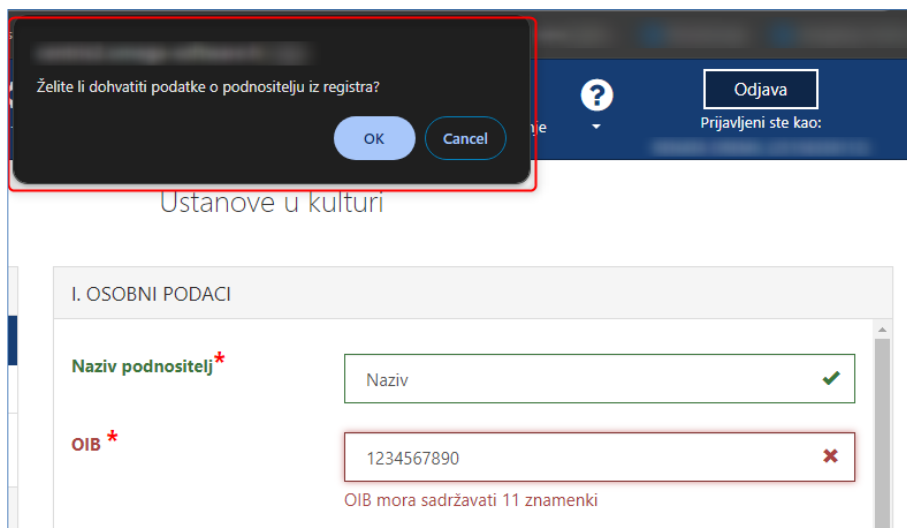 Želite li dohvatiti podatke o podnositelju iz registra?
OK
Cancel
je
?
Odjava
Prijavljeni ste kao:
Ustanove u kulturi
I. OSOBNI PODACI
Naziv podnositelj*
Naziv
OIB *
1234567890
OIB mora sadržavati 11 znamenki